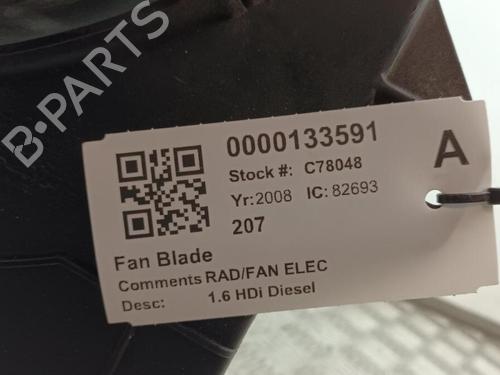 0000133591
Stock #: C78048
A
Yr:2008 IC: 82693
207
Fan Blade
Comments RAD/FAN ELEC
Desc: 1.6 HDi Diesel
B-PARTS